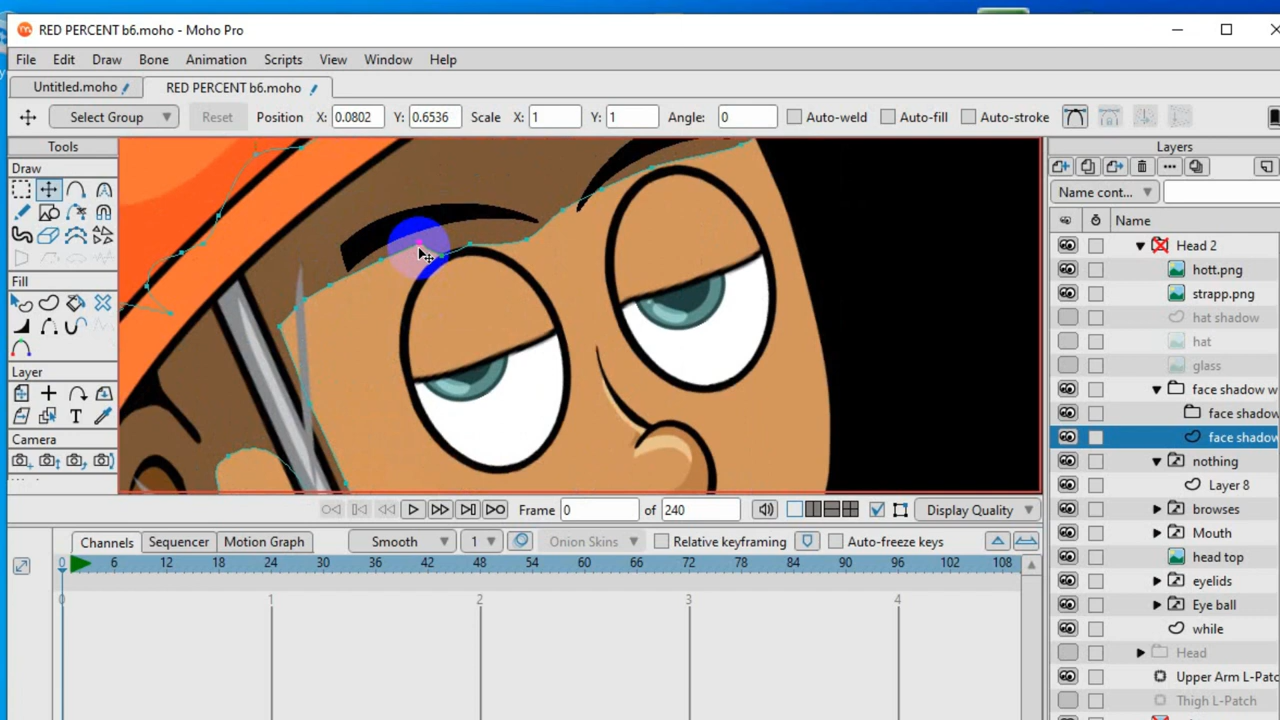 RED PERCENT b6.moho - Moho Pro
File Edit Draw Bone Animation Scripts View Window Help
Untitled.moho RED PERCENT b6.moho
Select Group Reset Position X: 0.0802 Y: 0.6536 Scale X: 1 Y: 1 Angle: 0 Auto-weld Auto-fill Auto-stroke
Tools
Draw
Fill
Layer
Camera
Layers
Name cont...
Name
Head 2
hott.png
strapp.png
hat shadow
hat
glass
face shadow w
face shadow
face shadow
nothing
Layer 8
browses
Mouth
head top
eyelids
Eye ball
while
Head
Upper Arm L-Patc
Thigh L-Patch
Frame 0 of 240 Display Quality
Channels Sequencer Motion Graph Smooth 1 Onion Skins Relative keyframing Auto-freeze keys
0 6 12 18 24 30 36 42 48 54 60 66 72 78 84 90 96 102 108
0 1 2 3 4